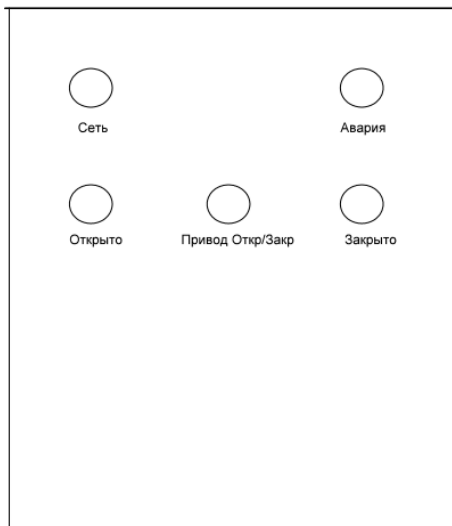 Сеть
Авария
Открыто
Привод Откр/Закр
Закрыто